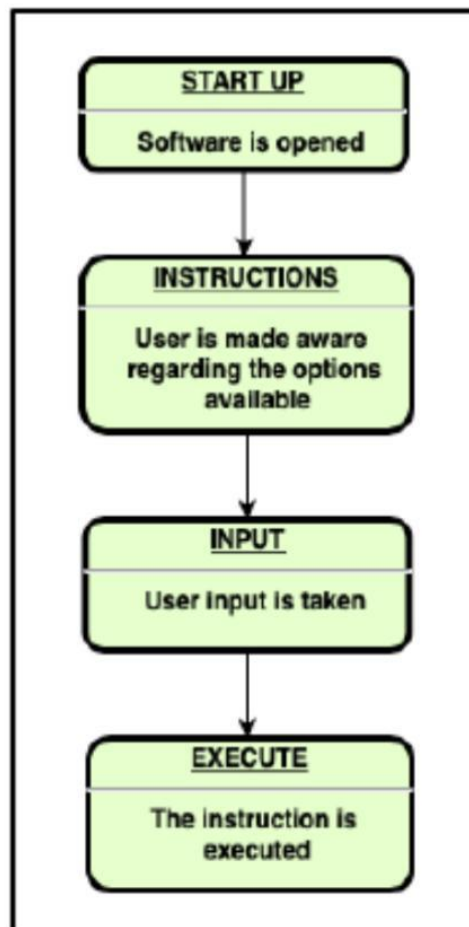 START UP
Software is opened
INSTRUCTIONS
User is made aware
regarding the options
available
INPUT
User input is taken
EXECUTE
The instruction is
executed